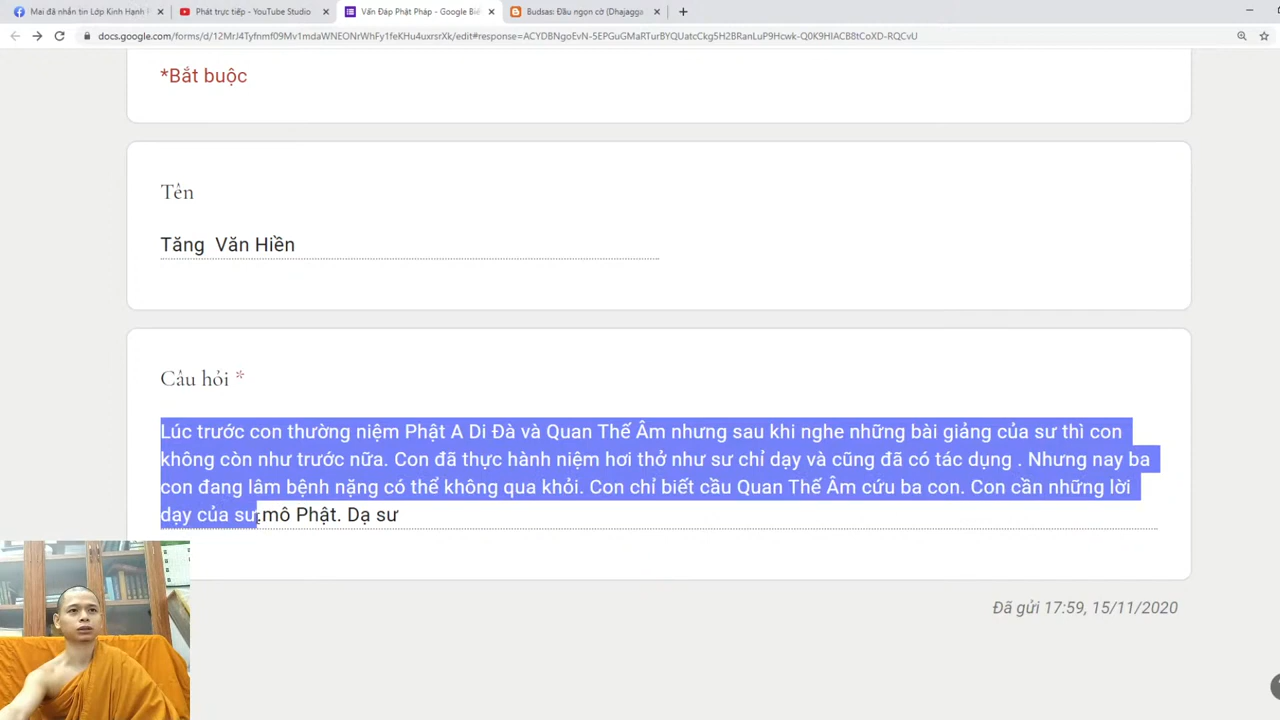 Mai đã nhắn tin Lớp Kinh Hạnh
Phát trực tiếp - YouTube Studio
Vấn Đáp Phật Pháp - Google
Budsas: Đầu ngọn cờ (Dhajagga
docs.google.com/forms/d/12MrJ4Tyfnmf09Mv1mdaWNEONrWhFy1feKHu4uxrsrXk/edit#response=ACYDBNgoEvN-5EPGuGMaRTurBYQUatcCkg5H2BRanLuP9Hcwk-Q0K9HIACB8tCoXD-RQCvU
*Bắt buộc
Tên
Tăng Văn Hiền
Câu hỏi *
Lúc trước con thường niệm Phật A Di Đà và Quan Thế Âm nhưng sau khi nghe những bài giảng của sư thì con
không còn như trước nữa. Con đã thực hành niệm hơi thở như sư chỉ dạy và cũng đã có tác dụng . Nhưng nay ba
con đang lâm bệnh nặng có thể không qua khỏi. Con chỉ biết cầu Quan Thế Âm cứu ba con. Con cần những lời
dạy của sư.mô Phật. Dạ sư
Đã gửi 17:59, 15/11/2020